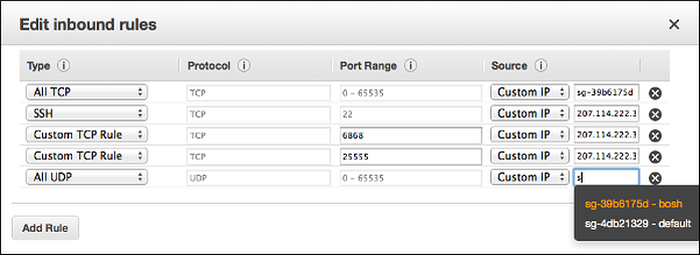 Edit inbound rules
Type Protocol Port Range Source
All TCP TCP 0 - 65535 Custom IP sg-39b6175d
SSH TCP 22 Custom IP 207.114.222.3
Custom TCP Rule TCP 6868 Custom IP 207.114.222.3
Custom TCP Rule TCP 25555 Custom IP 207.114.222.3
All UDP UDP 0 - 65535 Custom IP s
sg-39b6175d - bosh
sg-4db21329 - default
Add Rule